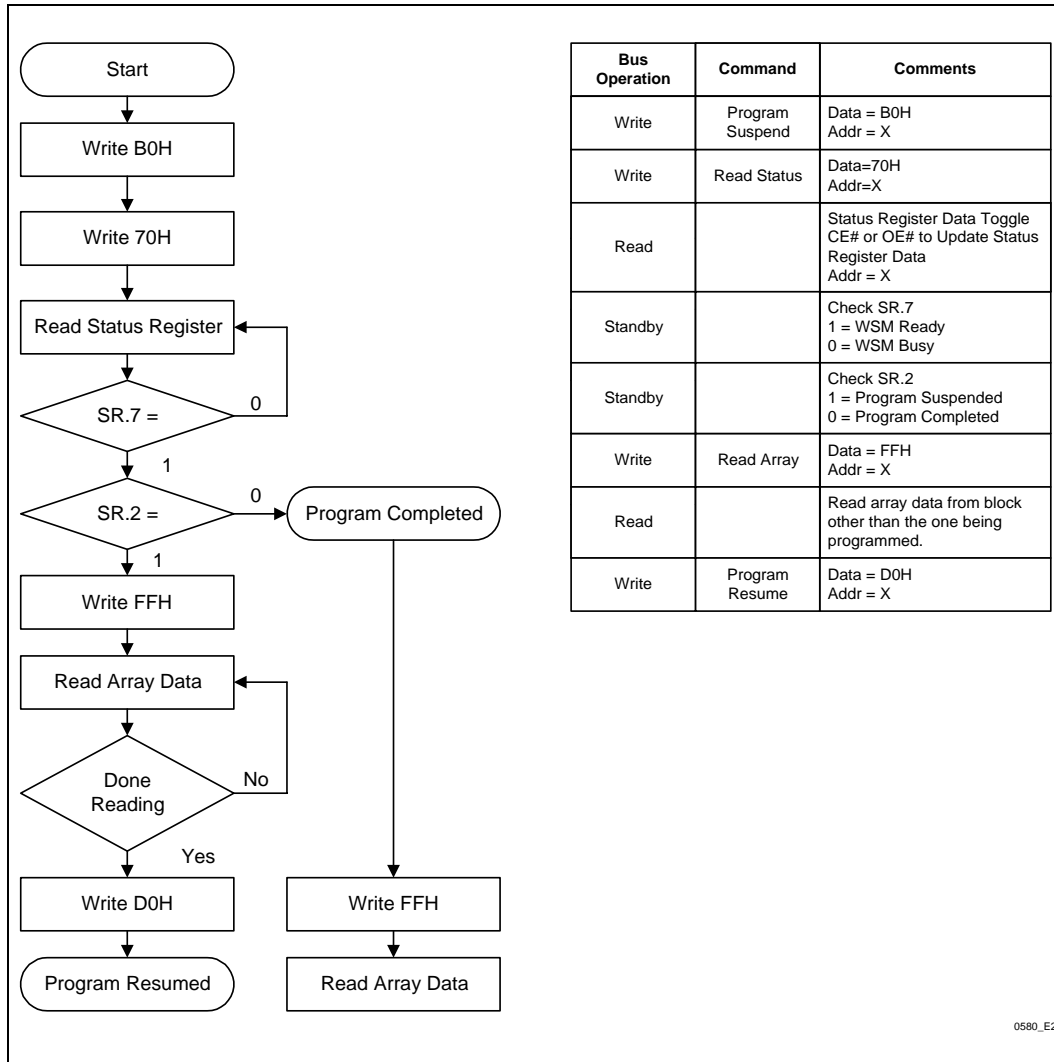 Start
Write B0H
Write 70H
Read Status Register
SR.7 =
0
1
SR.2 =
0
Program Completed
1
Write FFH
Read Array Data
Done
Reading
No
Yes
Write D0H
Program Resumed
Write FFH
Read Array Data
Bus
Operation
Command
Comments
Write
Program
Suspend
Data = B0H
Addr = X
Write
Read Status
Data=70H
Addr=X
Read
Status Register Data Toggle
CE# or OE# to Update Status
Register Data
Addr = X
Standby
Check SR.7
1 = WSM Ready
0 = WSM Busy
Standby
Check SR.2
1 = Program Suspended
0 = Program Completed
Write
Read Array
Data = FFH
Addr = X
Read
Read array data from block
other than the one being
programmed.
Write
Program
Resume
Data = D0H
Addr = X
0580_E2